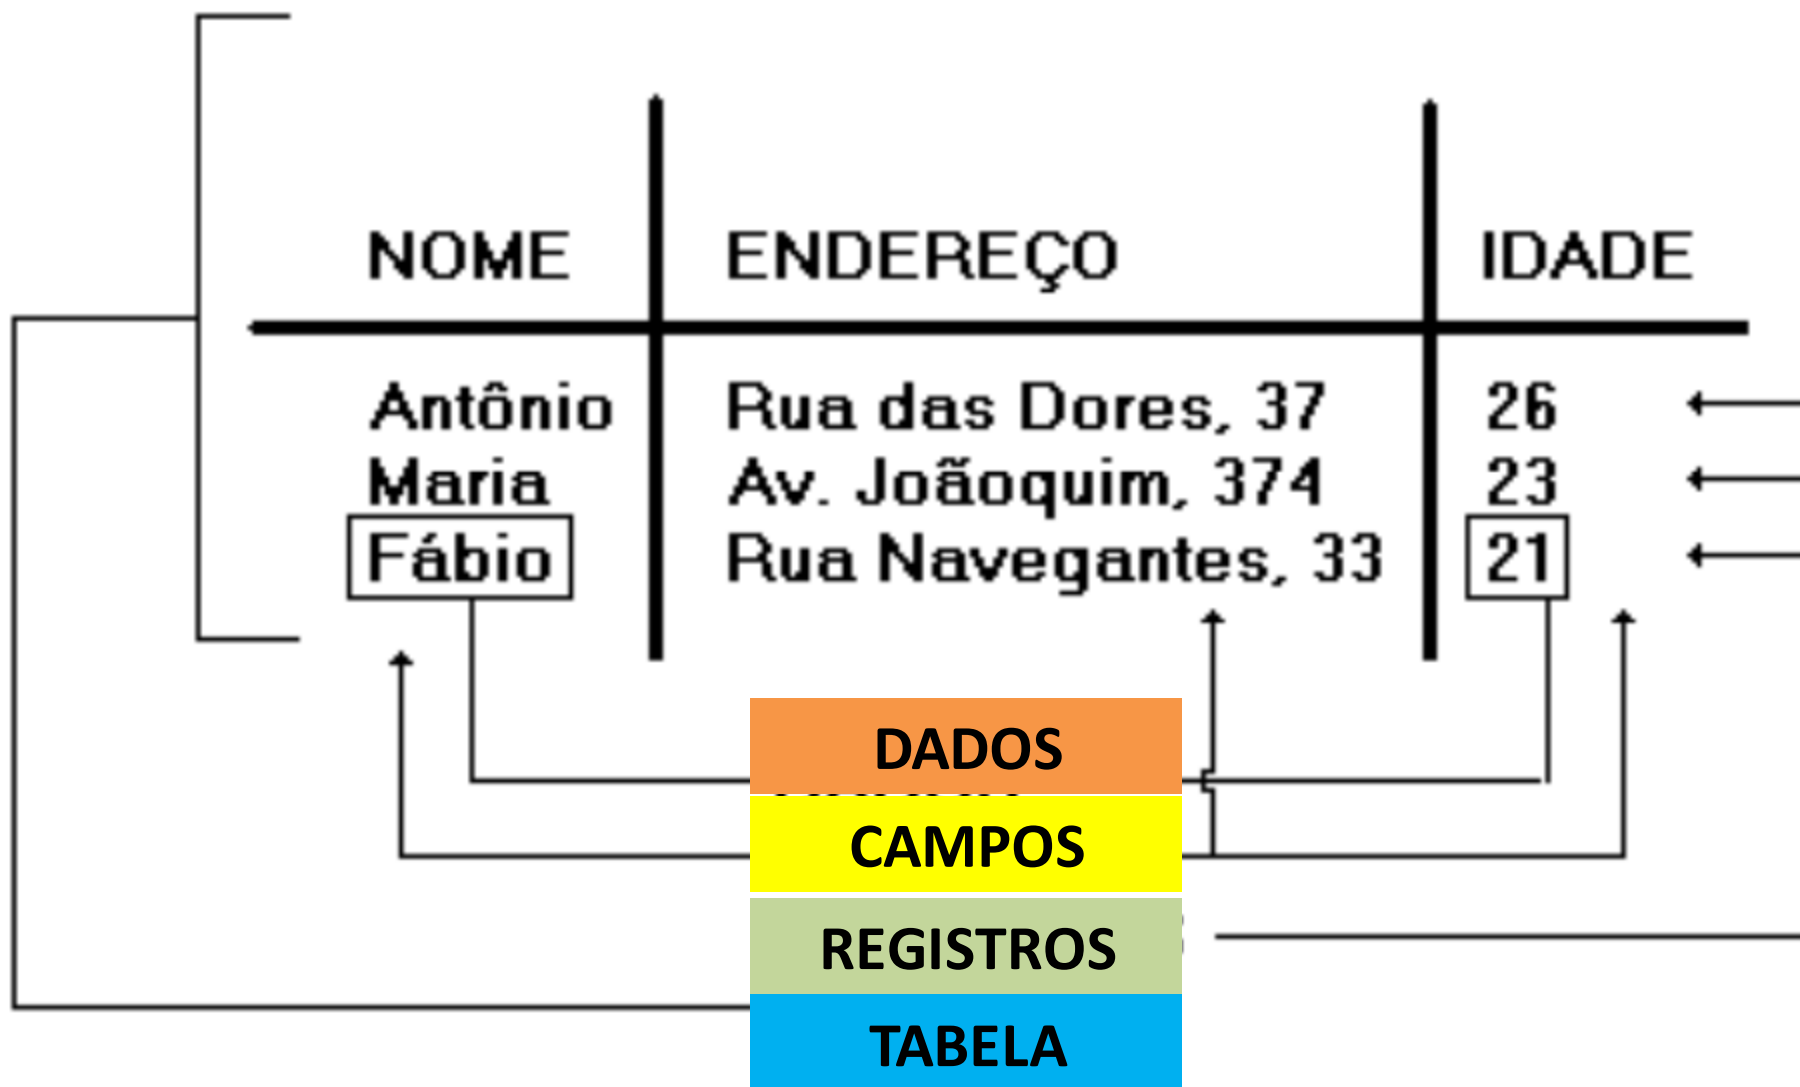 NOME ENDEREÇO IDADE
Antônio Rua das Dores, 37 26
Maria Av. Joãoquim, 374 23
Fábio Rua Navegantes, 33 21
DADOS
CAMPOS
REGISTROS
TABELA